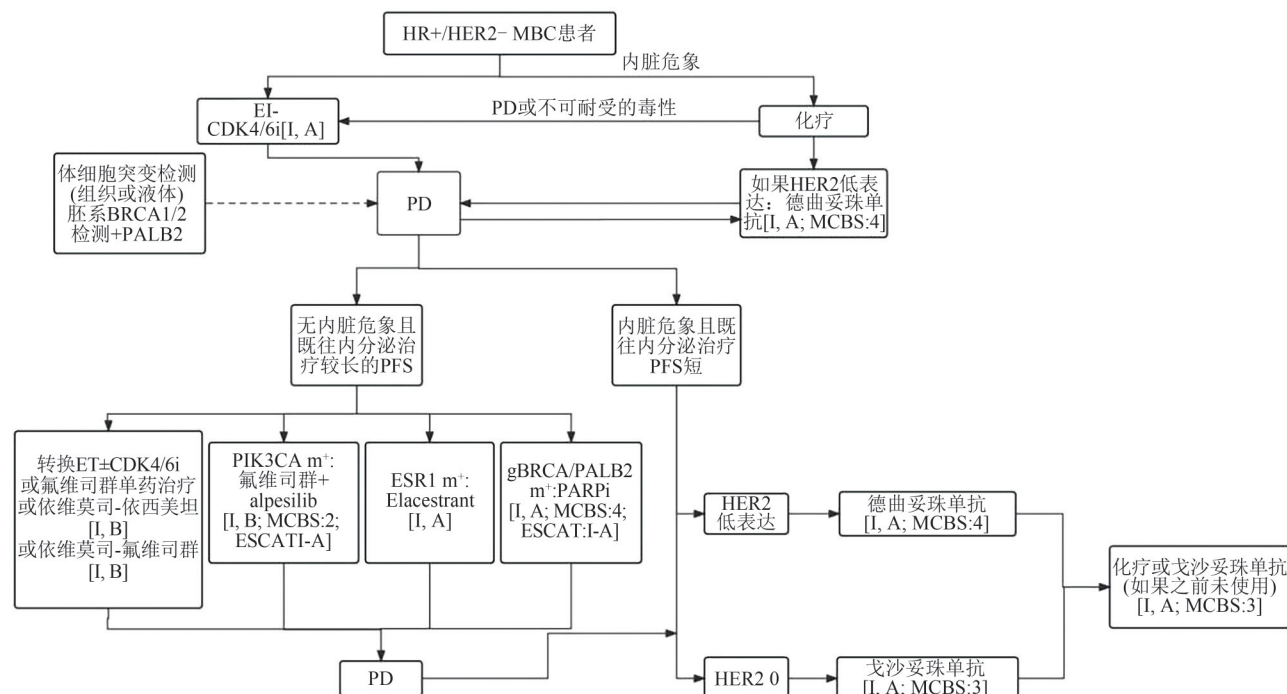 HR+/HER2− MBC患者
内脏危象
EI-
CDK4/6i[I, A]
PD或不可耐受的毒性
化疗
体细胞突变检测
(组织或液体)
胚系BRCA1/2
检测+PALB2
PD
如果HER2低表
达：德曲妥珠单
抗[I, A; MCBS:4]
无内脏危象且
既往内分泌治
疗较长的PFS
内脏危象且既
往内分泌治疗
PFS短
转换ET±CDK4/6i
或氟维司群单药治疗
或依维莫司-依西美坦
[I, B]
或依维莫司-氟维司群
[I, B]
PIK3CA m⁺:
氟维司群+
alpesilib
[I, B; MCBS:2;
ESCATI-A]
ESR1 m⁺:
Elacestrant
[I, A]
gBRCA/PALB2
m⁺:PARPi
[I, A; MCBS:4;
ESCAT:I-A]
HER2
低表达
德曲妥珠单抗
[I, A; MCBS:4]
化疗或戈沙妥珠单抗
(如果之前未使用)
[I, A; MCBS:3]
PD
HER2 0
戈沙妥珠单抗
[I, A; MCBS:3]